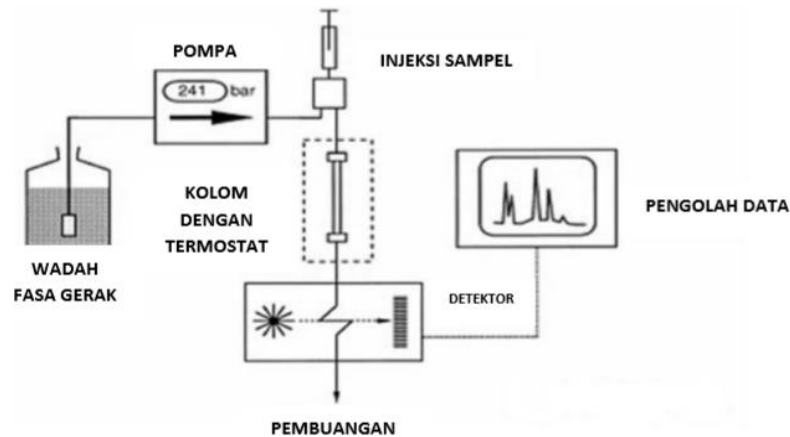 POMPA
INJEKSI SAMPEL
241 bar
KOLOM
DENGAN
TERMOSTAT
PENGOLAH DATA
WADAH
FASA GERAK
DETEKTOR
PEMBUANGAN